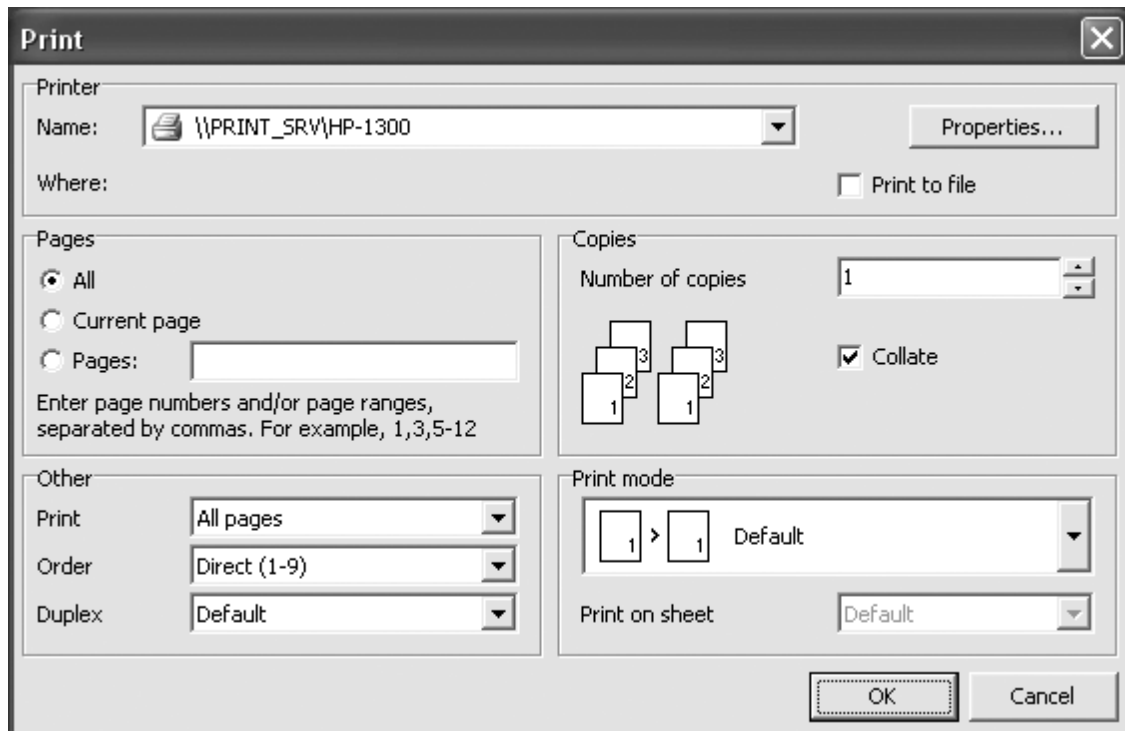 Print
Printer
Name: \\PRINT_SRV\HP-1300 Properties...
Where: Print to file
Pages
All
Current page
Pages:
Enter page numbers and/or page ranges,
separated by commas. For example, 1,3,5-12
Copies
Number of copies 1
3 3
2 2
1 1
Collate
Other
Print All pages
Order Direct (1-9)
Duplex Default
Print mode
1 > 1 Default
Print on sheet Default
OK Cancel